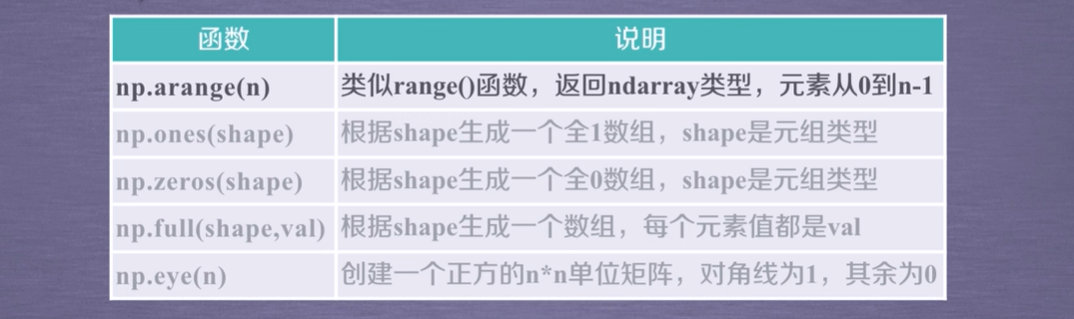 函数 说明
np.arange(n) 类似range()函数，返回ndarray类型，元素从0到n-1
np.ones(shape) 根据shape生成一个全1数组，shape是元组类型
np.zeros(shape) 根据shape生成一个全0数组，shape是元组类型
np.full(shape,val) 根据shape生成一个数组，每个元素值都是val
np.eye(n) 创建一个正方的n*n单位矩阵，对角线为1，其余为0